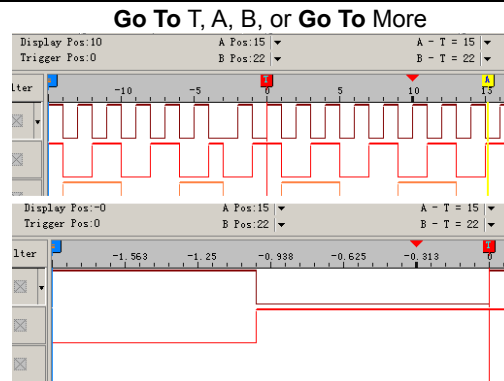 Go To T, A, B, or Go To More
Display Pos:10 A Pos:15 A - T = 15
Trigger Pos:0 B Pos:22 B - T = 22
lter -10 -5 T 0 5 10 A 15
Display Pos:-0 A Pos:15 A - T = 15
Trigger Pos:0 B Pos:22 B - T = 22
lter -1.563 -1.25 -0.938 -0.625 -0.313 T 0